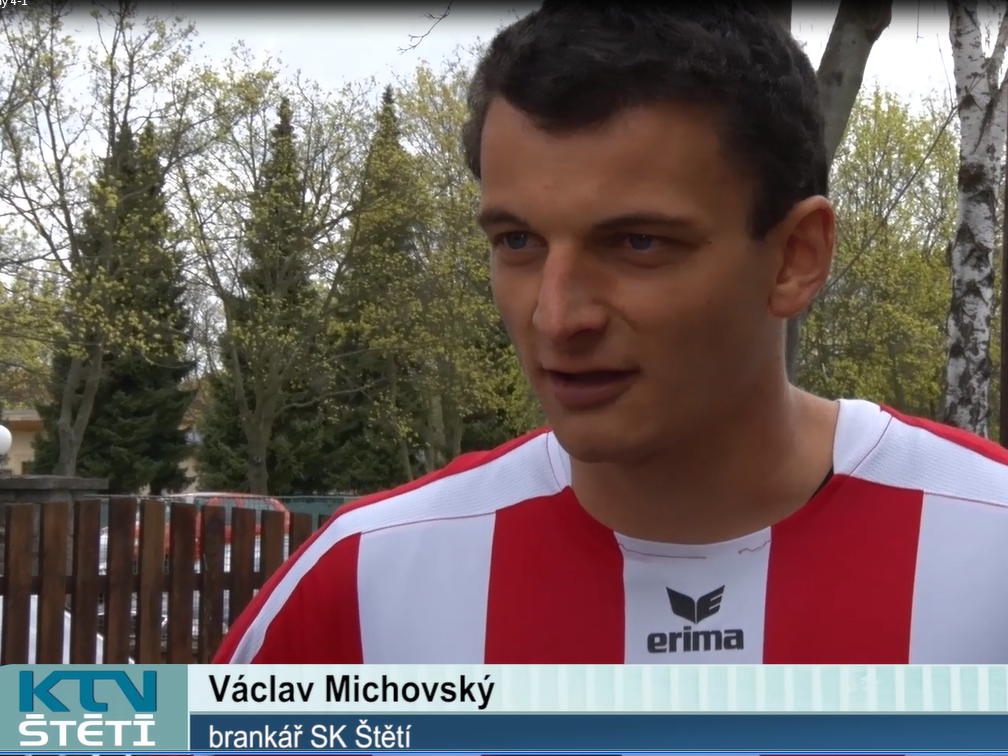 erima
KTV
ŠTĚTÍ
Václav Michovský
brankář SK Štětí